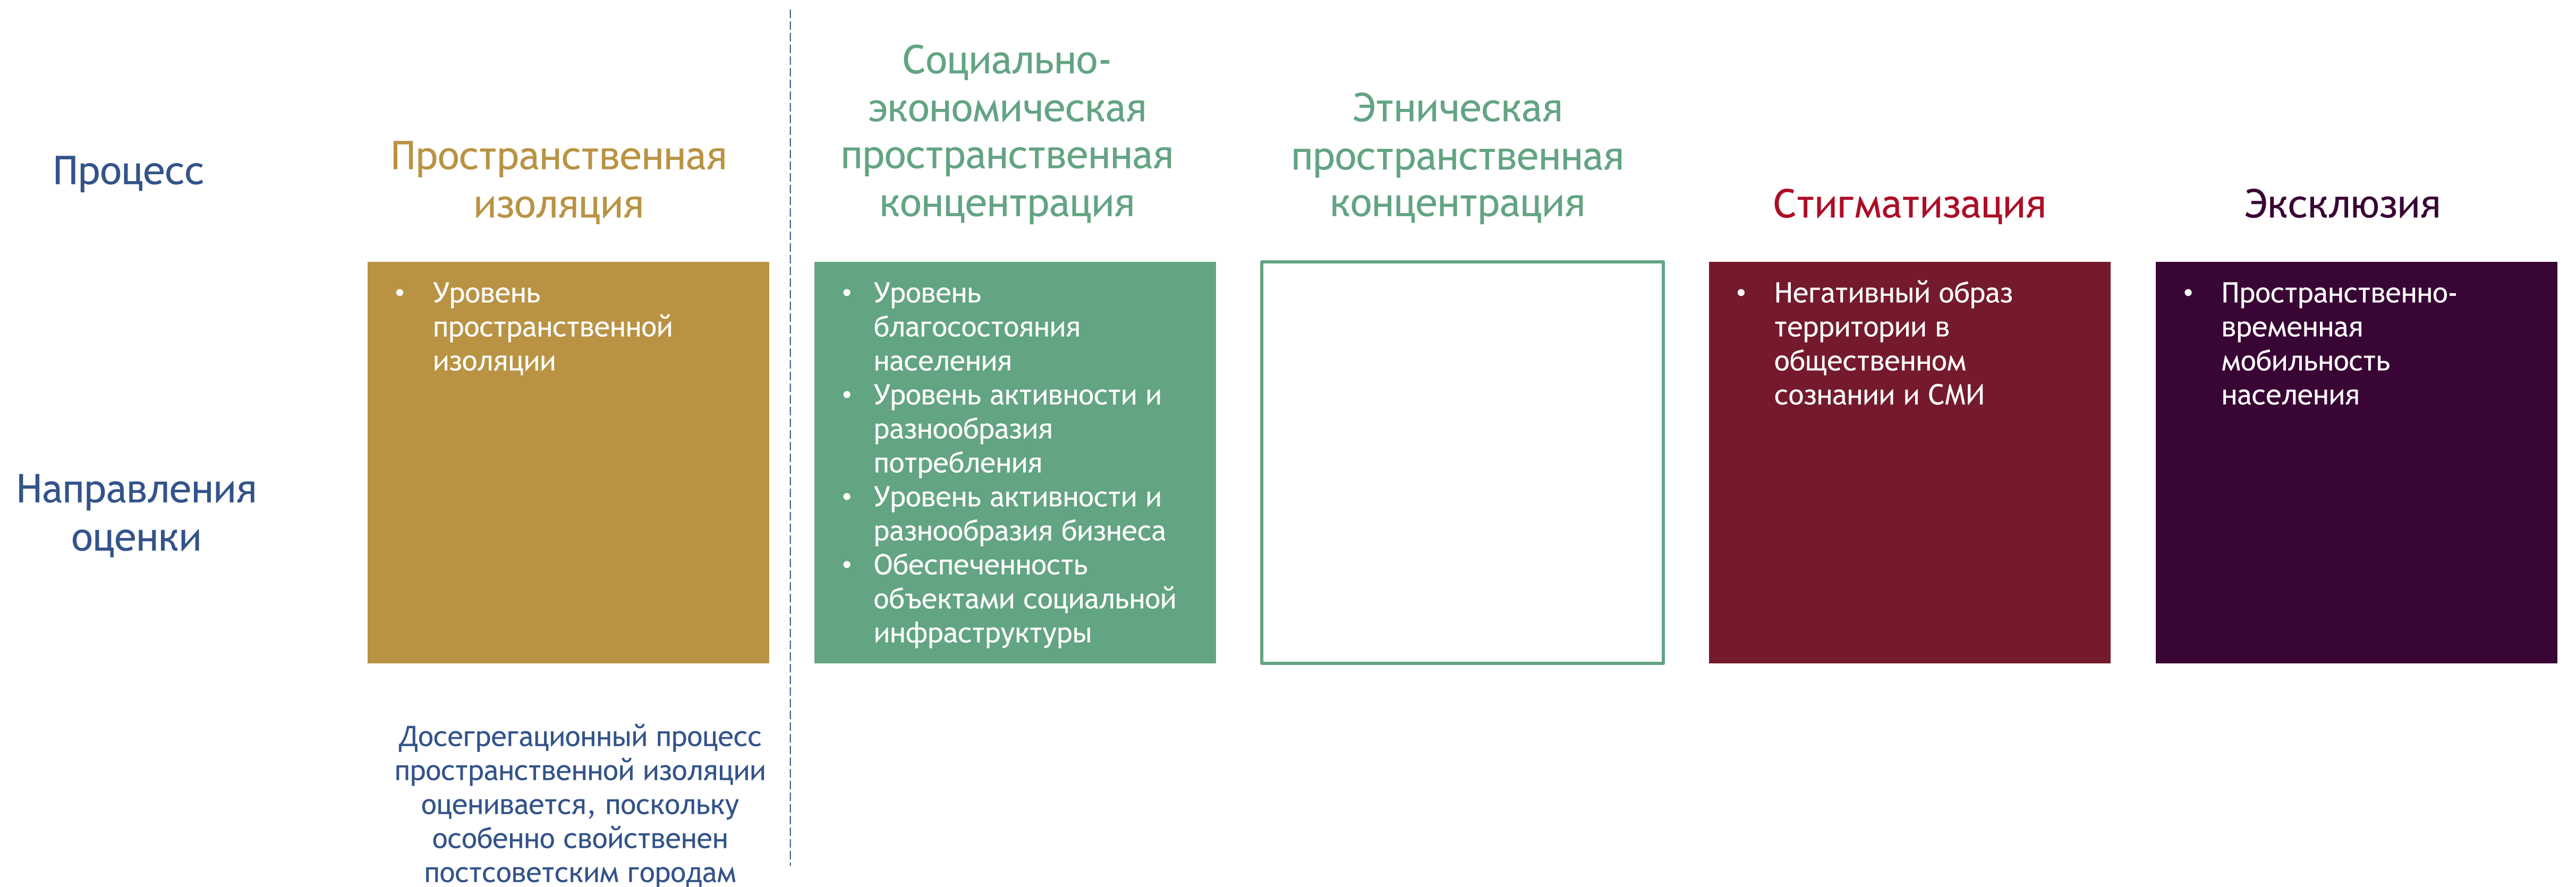 Процесс
Пространственная
изоляция
Социально-
экономическая
пространственная
концентрация
Этническая
пространственная
концентрация
Стигматизация
Эксклюзия
Направления
оценки
• Уровень
пространственной
изоляции
• Уровень
благосостояния
населения
• Уровень активности и
разнообразия
потребления
• Уровень активности и
разнообразия бизнеса
• Обеспеченность
объектами социальной
инфраструктуры
• Негативный образ
территории в
общественном
сознании и СМИ
• Пространственно-
временная
мобильность
населения
Досегрегационный процесс
пространственной изоляции
оценивается, поскольку
особенно свойственен
постсоветским городам